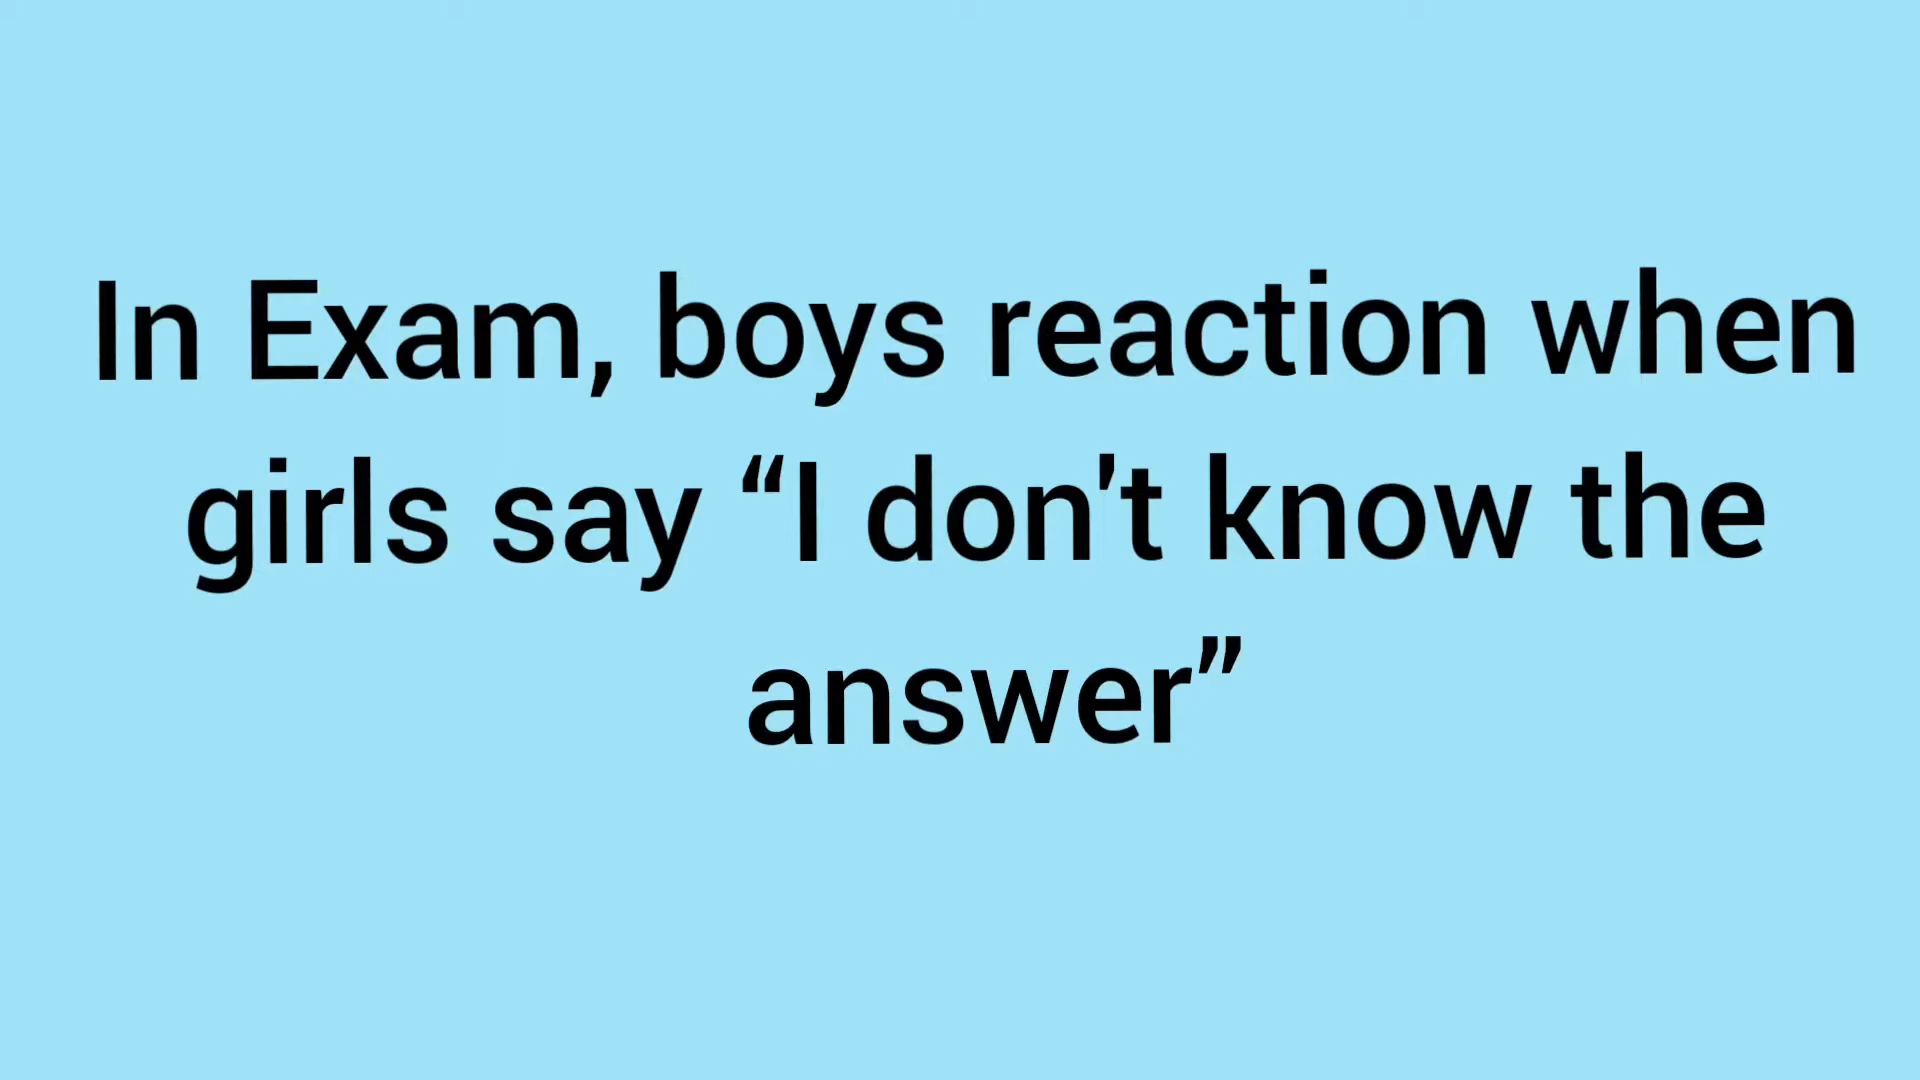 In Exam, boys reaction when
girls say “I don't know the
answer”